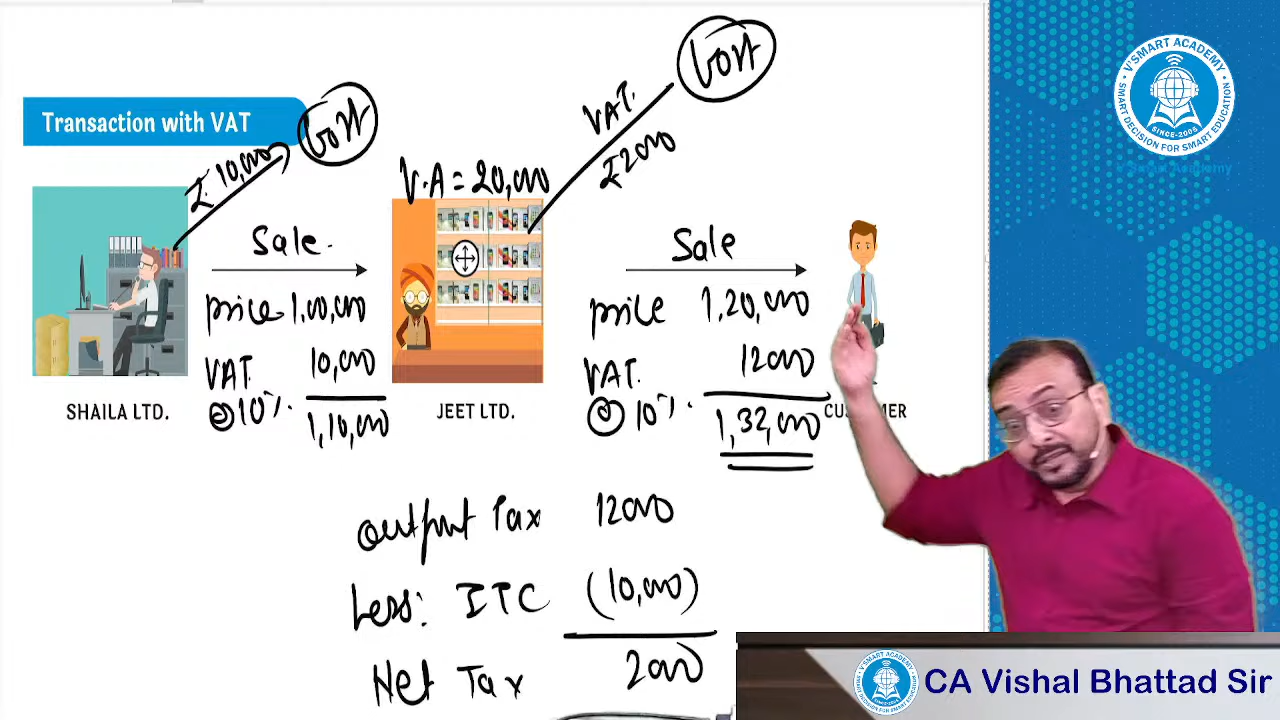 Transaction with VAT
Govt
₹ 10,000
V.A = 20,000
VAT.
₹2000
Govt
Sale.
price 1,00,000
VAT. 10,000
@ 10%.
1,10,000
SHAILA LTD.
JEET LTD.
Sale
price 1,20,000
VAT. 12000
@ 10%.
1,32,000
CUSTOMER
output Tax 12000
Less: ITC (10,000)
Net Tax 2000
V'SMART ACADEMY
SMART DECISION FOR SMART EDUCATION
SINCE-2005
V'Smart Academy
CA Vishal Bhattad Sir